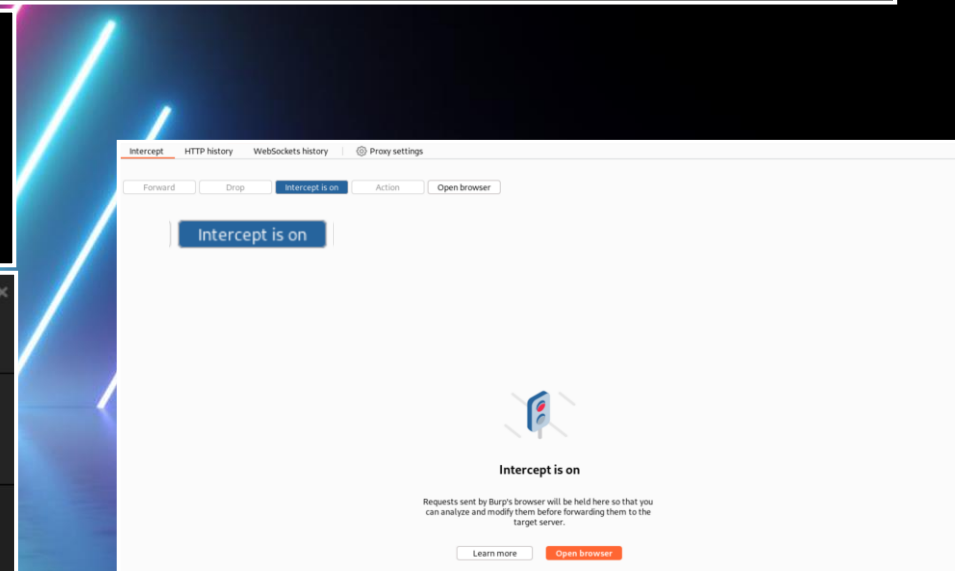 Intercept HTTP history WebSockets history Proxy settings
Forward Drop Intercept is on Action Open browser
Intercept is on
Intercept is on
Requests sent by Burp's browser will be held here so that you
can analyze and modify them before forwarding them to the
target server.
Learn more Open browser